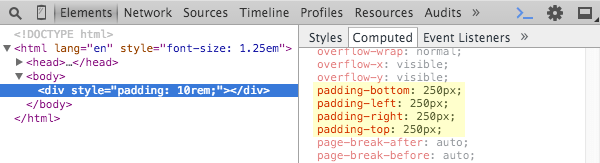 Elements Network Sources Timeline Profiles Resources Audits »
<!DOCTYPE html>
▼<html lang="en" style="font-size: 1.25em">
▶<head>…</head>
▼<body>
<div style="padding: 10rem;"></div>
</body>
</html>
Styles Computed Event Listeners »
overflow-wrap: normal;
overflow-x: visible;
overflow-y: visible;
padding-bottom: 250px;
padding-left: 250px;
padding-right: 250px;
padding-top: 250px;
page-break-after: auto;
page-break-before: auto;